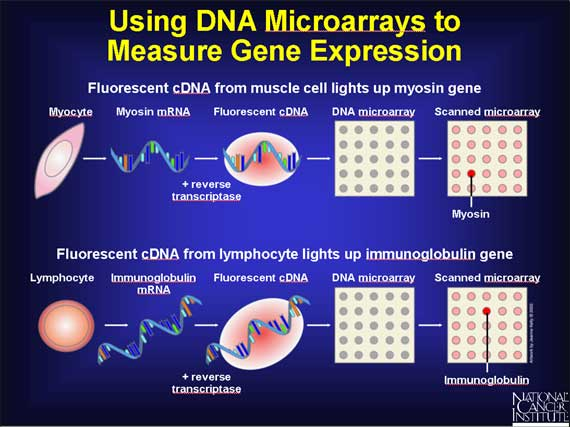 Using DNA Microarrays to
Measure Gene Expression
Fluorescent cDNA from muscle cell lights up myosin gene
Myocyte
Myosin mRNA
Fluorescent cDNA
DNA microarray
Scanned microarray
+ reverse
transcriptase
Myosin
Fluorescent cDNA from lymphocyte lights up immunoglobulin gene
Lymphocyte
Immunoglobulin
mRNA
Fluorescent cDNA
DNA microarray
Scanned microarray
+ reverse
transcriptase
Immunoglobulin
NATIONAL
CANCER
INSTITUTE